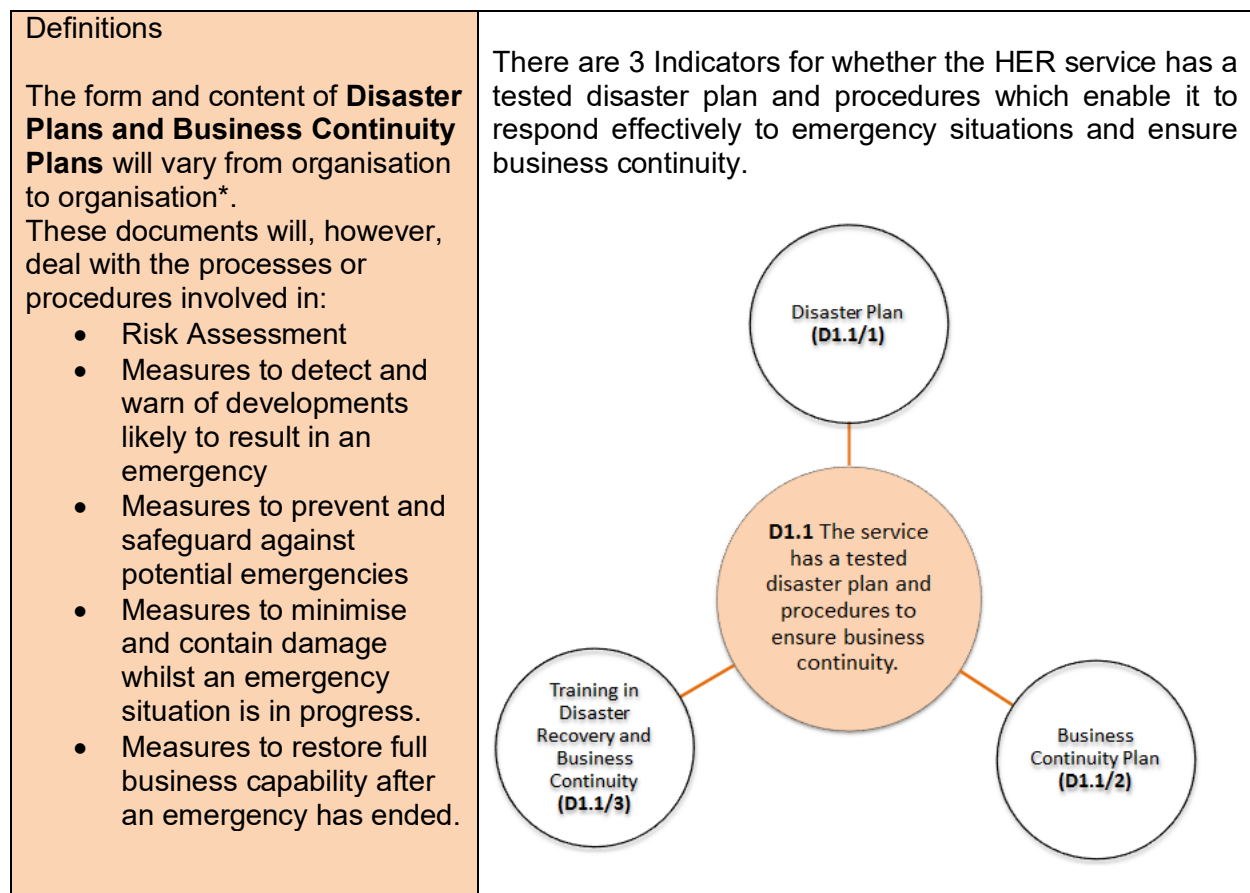 Definitions
The form and content of Disaster
Plans and Business Continuity
Plans will vary from organisation
to organisation*.
These documents will, however,
deal with the processes or
procedures involved in:
• Risk Assessment
• Measures to detect and
warn of developments
likely to result in an
emergency
• Measures to prevent and
safeguard against
potential emergencies
• Measures to minimise
and contain damage
whilst an emergency
situation is in progress.
• Measures to restore full
business capability after
an emergency has ended.
There are 3 Indicators for whether the HER service has a
tested disaster plan and procedures which enable it to
respond effectively to emergency situations and ensure
business continuity.
Disaster Plan
(D1.1/1)
D1.1 The service
has a tested
disaster plan and
procedures to
ensure business
continuity.
Training in
Disaster
Recovery and
Business
Continuity
(D1.1/3)
Business
Continuity Plan
(D1.1/2)